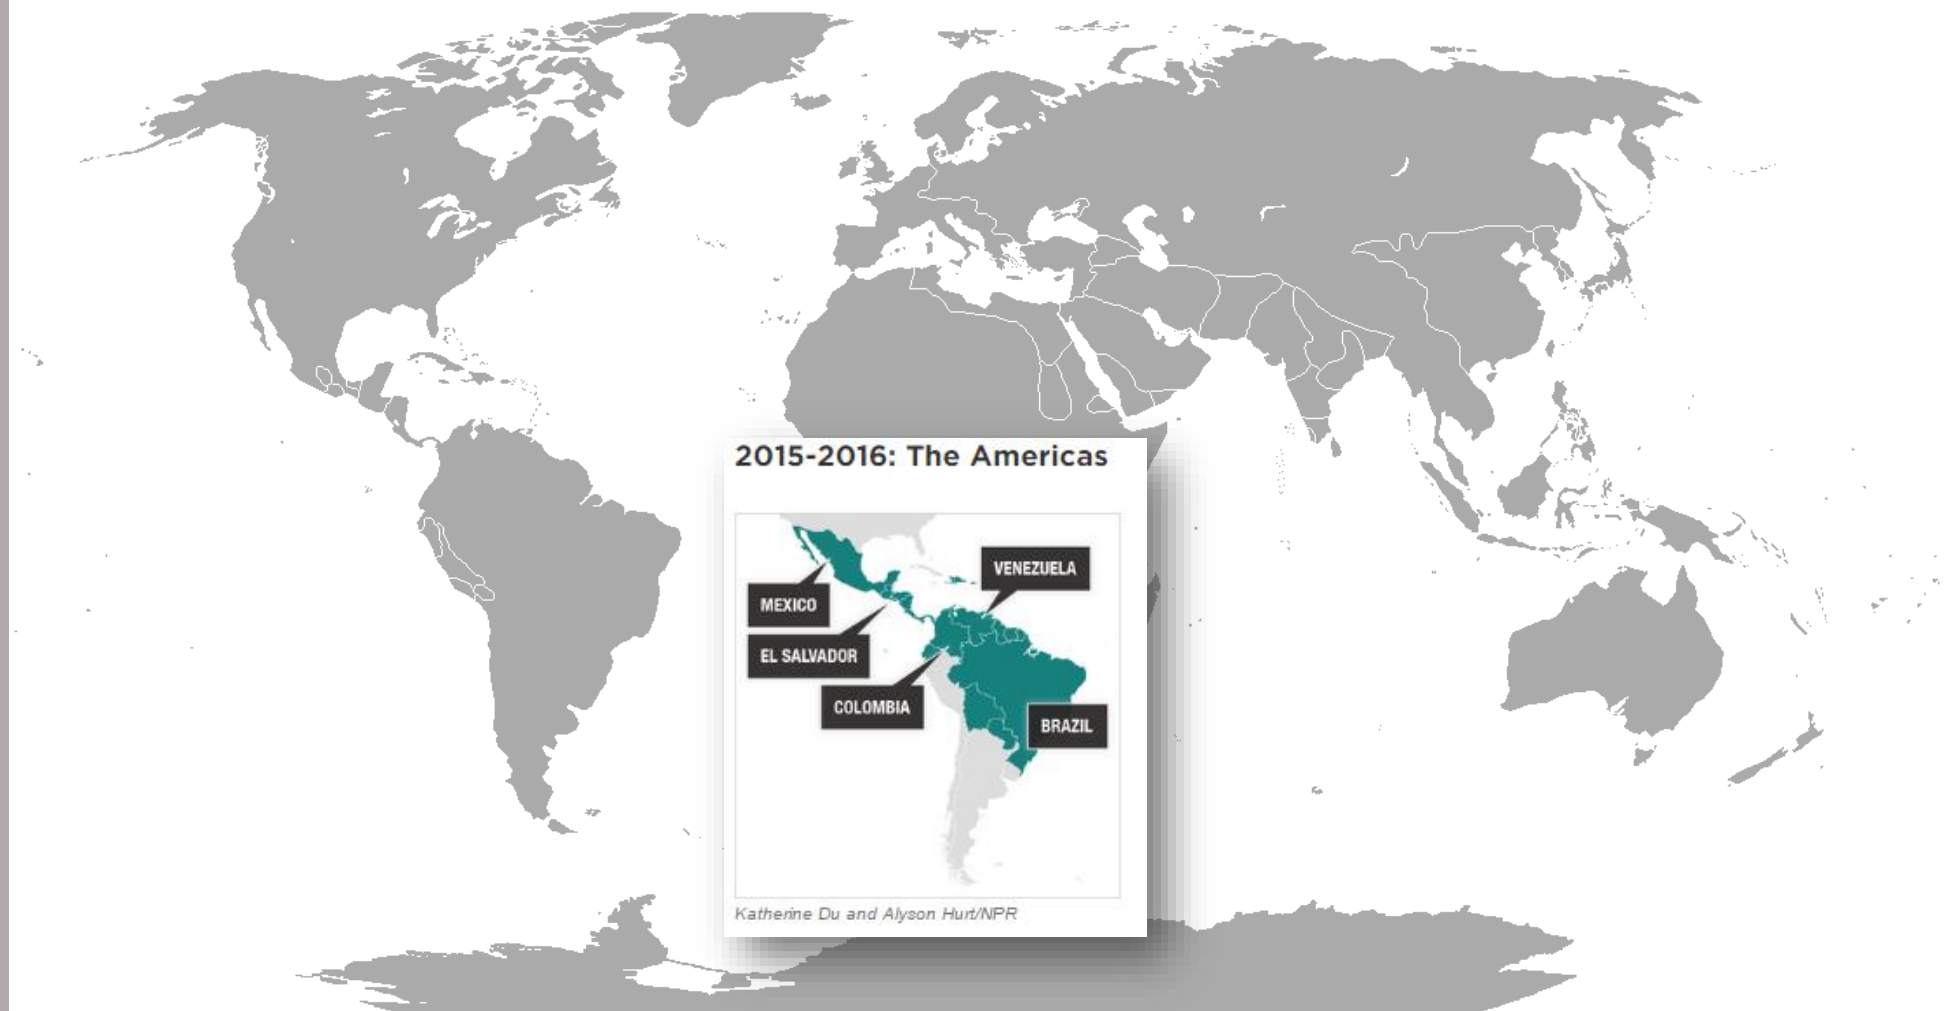 2015-2016: The Americas
VENEZUELA
MEXICO
EL SALVADOR
COLOMBIA
BRAZIL
Katherine Du and Alyson Hurt/NPR